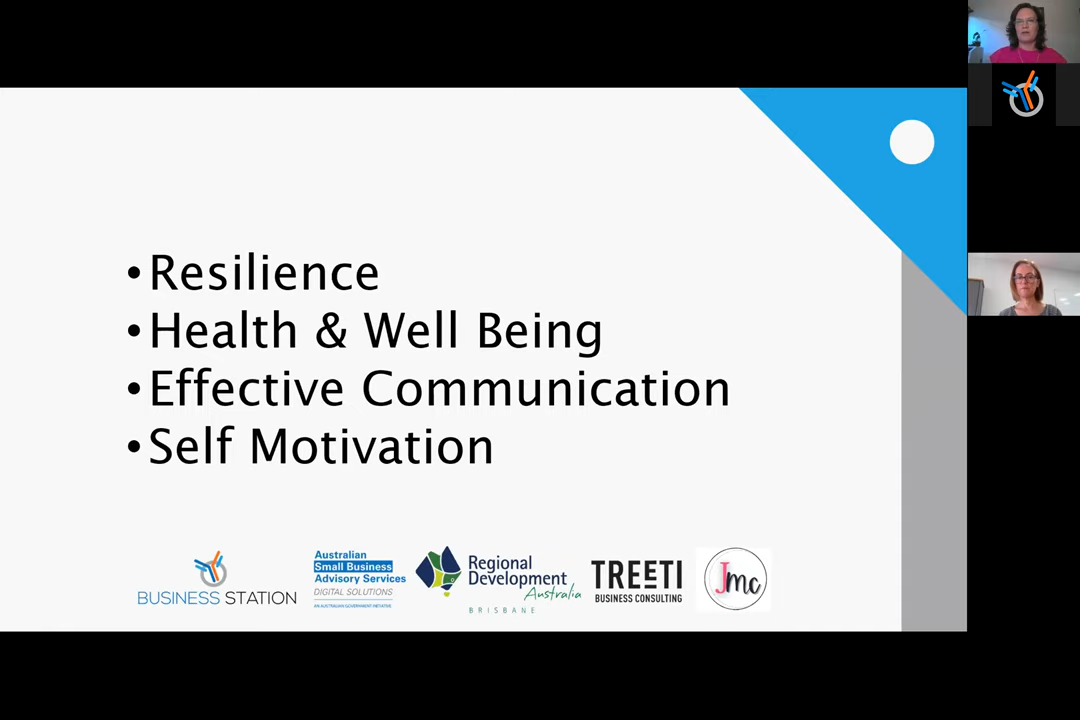 •Resilience
•Health & Well Being
•Effective Communication
•Self Motivation
BUSINESS STATION
Australian
Small Business
Advisory Services
DIGITAL SOLUTIONS
AN AUSTRALIAN GOVERNMENT INITIATIVE
Regional
Development
Australia
BRISBANE
TREETI
BUSINESS CONSULTING
Jmc